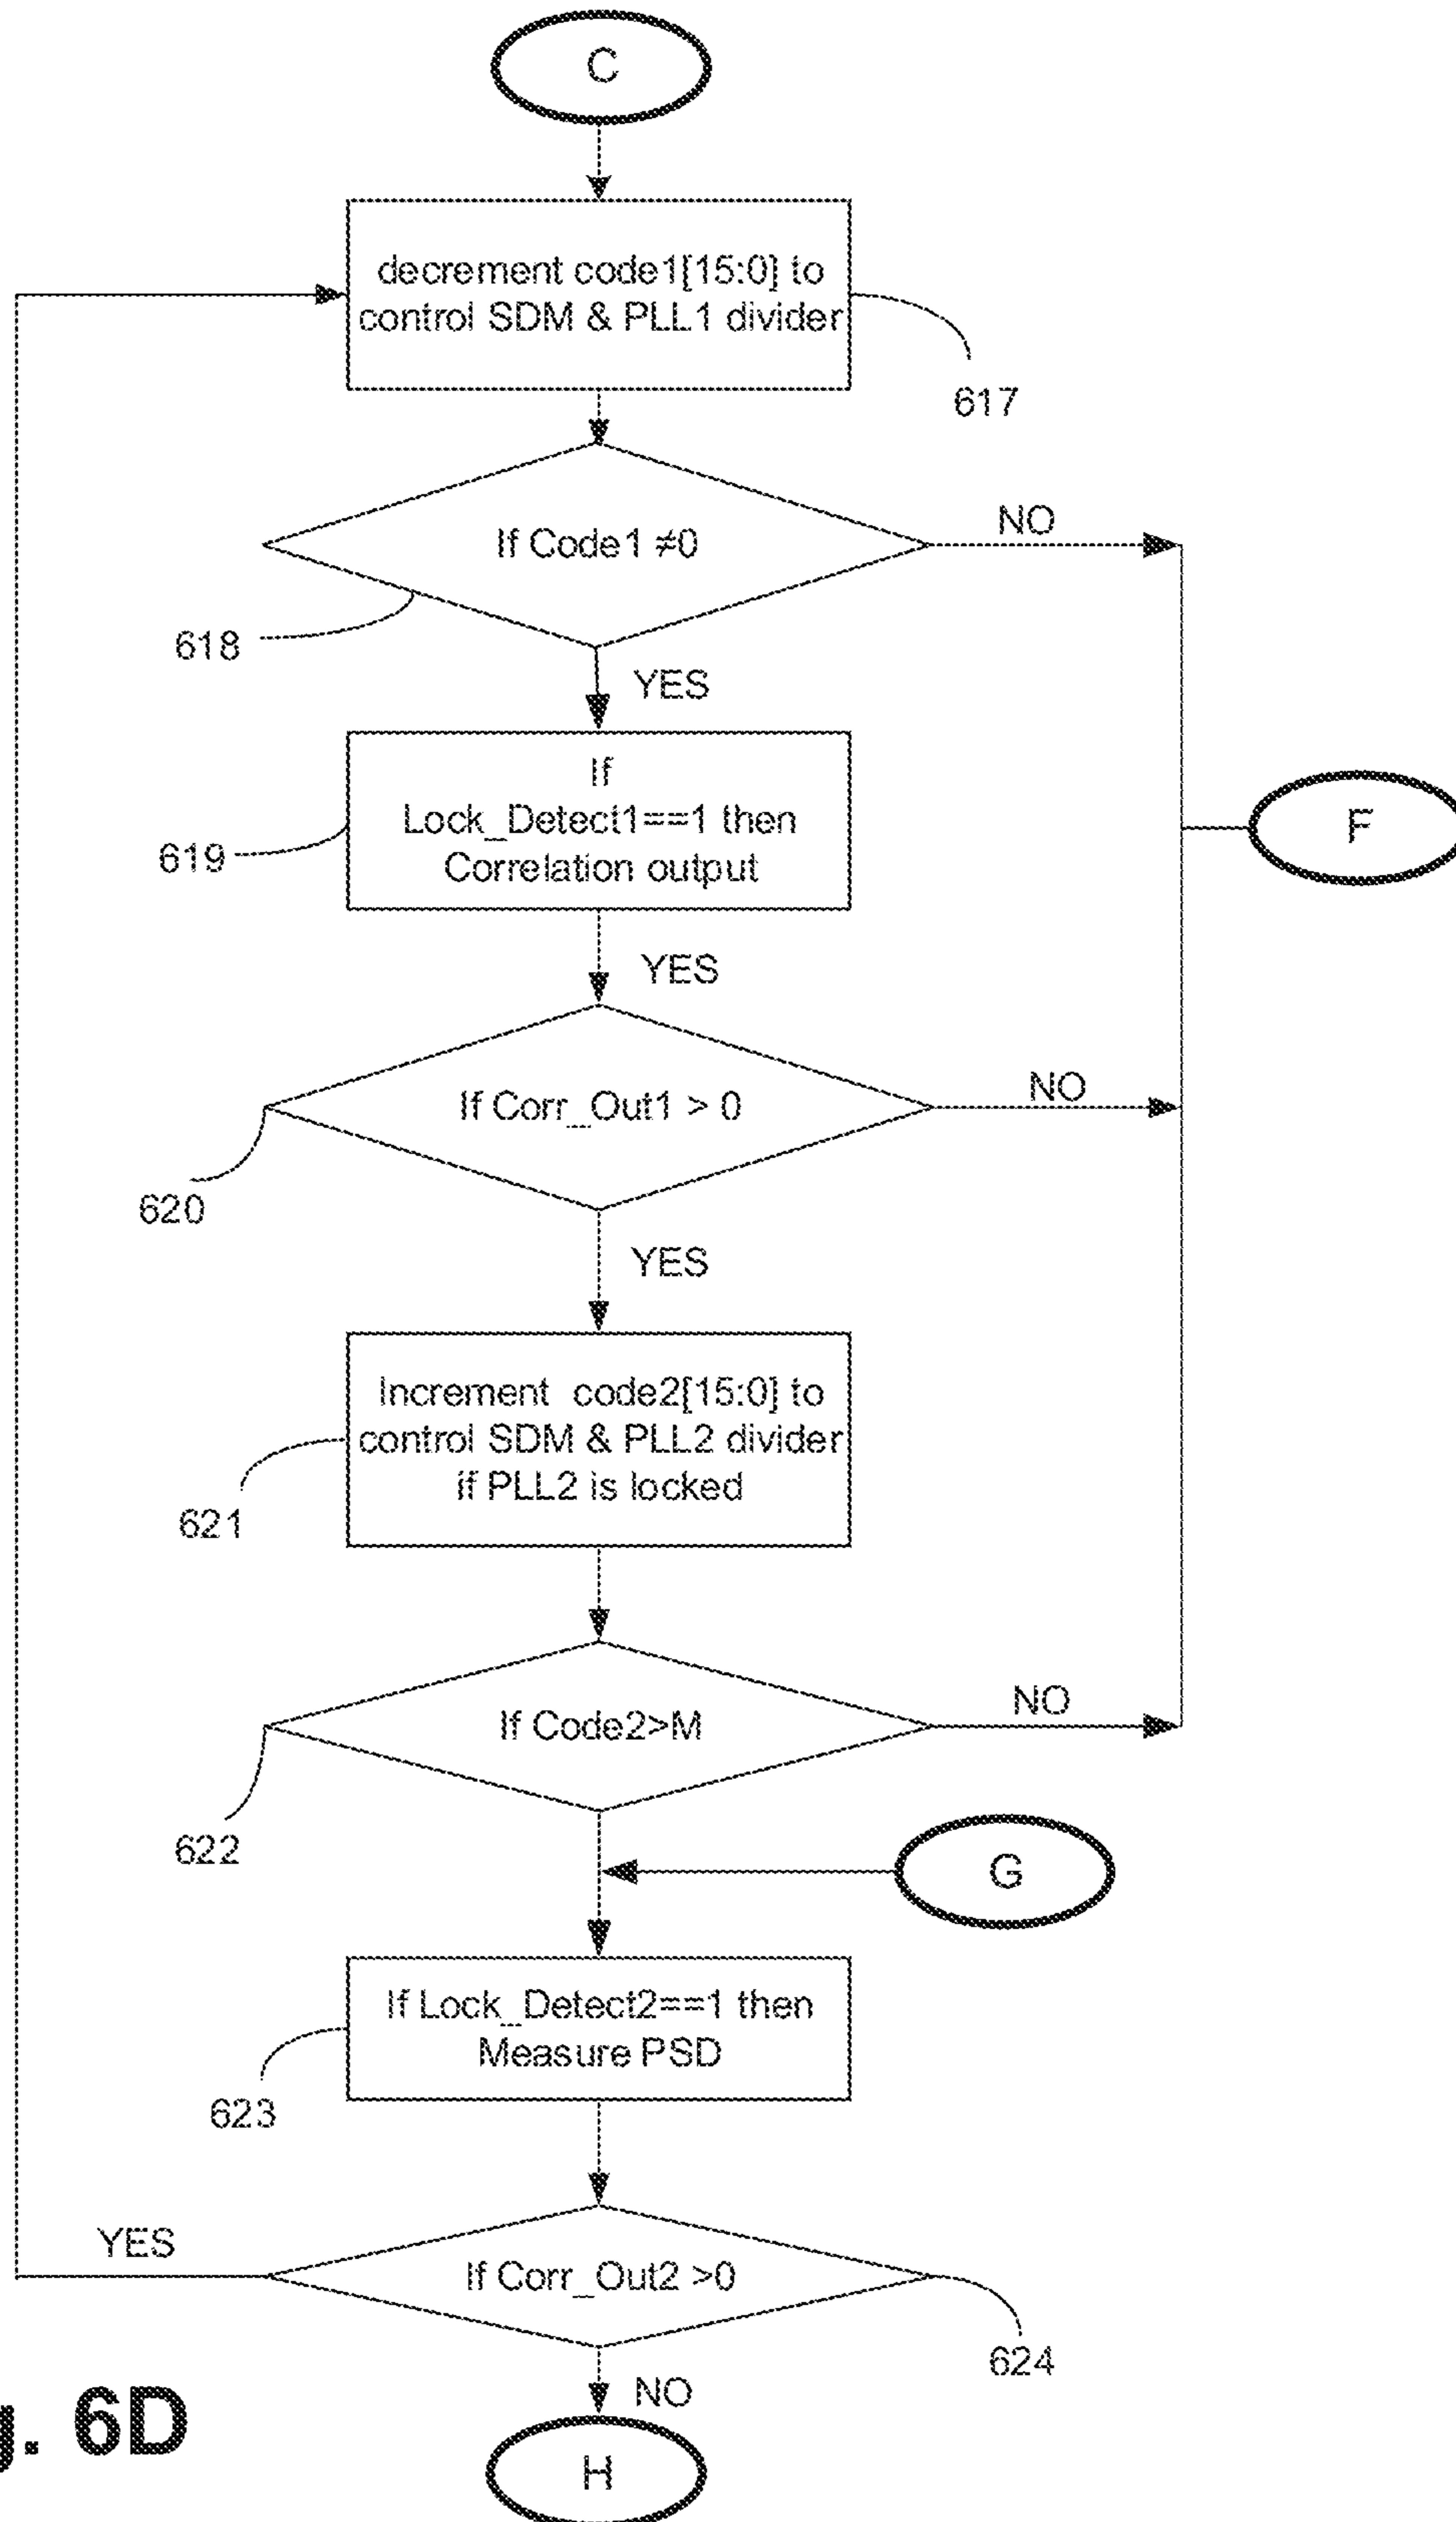 C
decrement code1[15:0] to
control SDM & PLL1 divider
617
If Code1 ≠0
NO
618
YES
If
Lock_Detect1==1 then
Correlation output
619
F
YES
If Corr_Out1 > 0
NO
620
YES
Increment code2[15:0] to
control SDM & PLL2 divider
if PLL2 is locked
621
If Code2>M
NO
622
G
If Lock_Detect2==1 then
Measure PSD
623
YES
If Corr_Out2 >0
624
NO
g. 6D
H